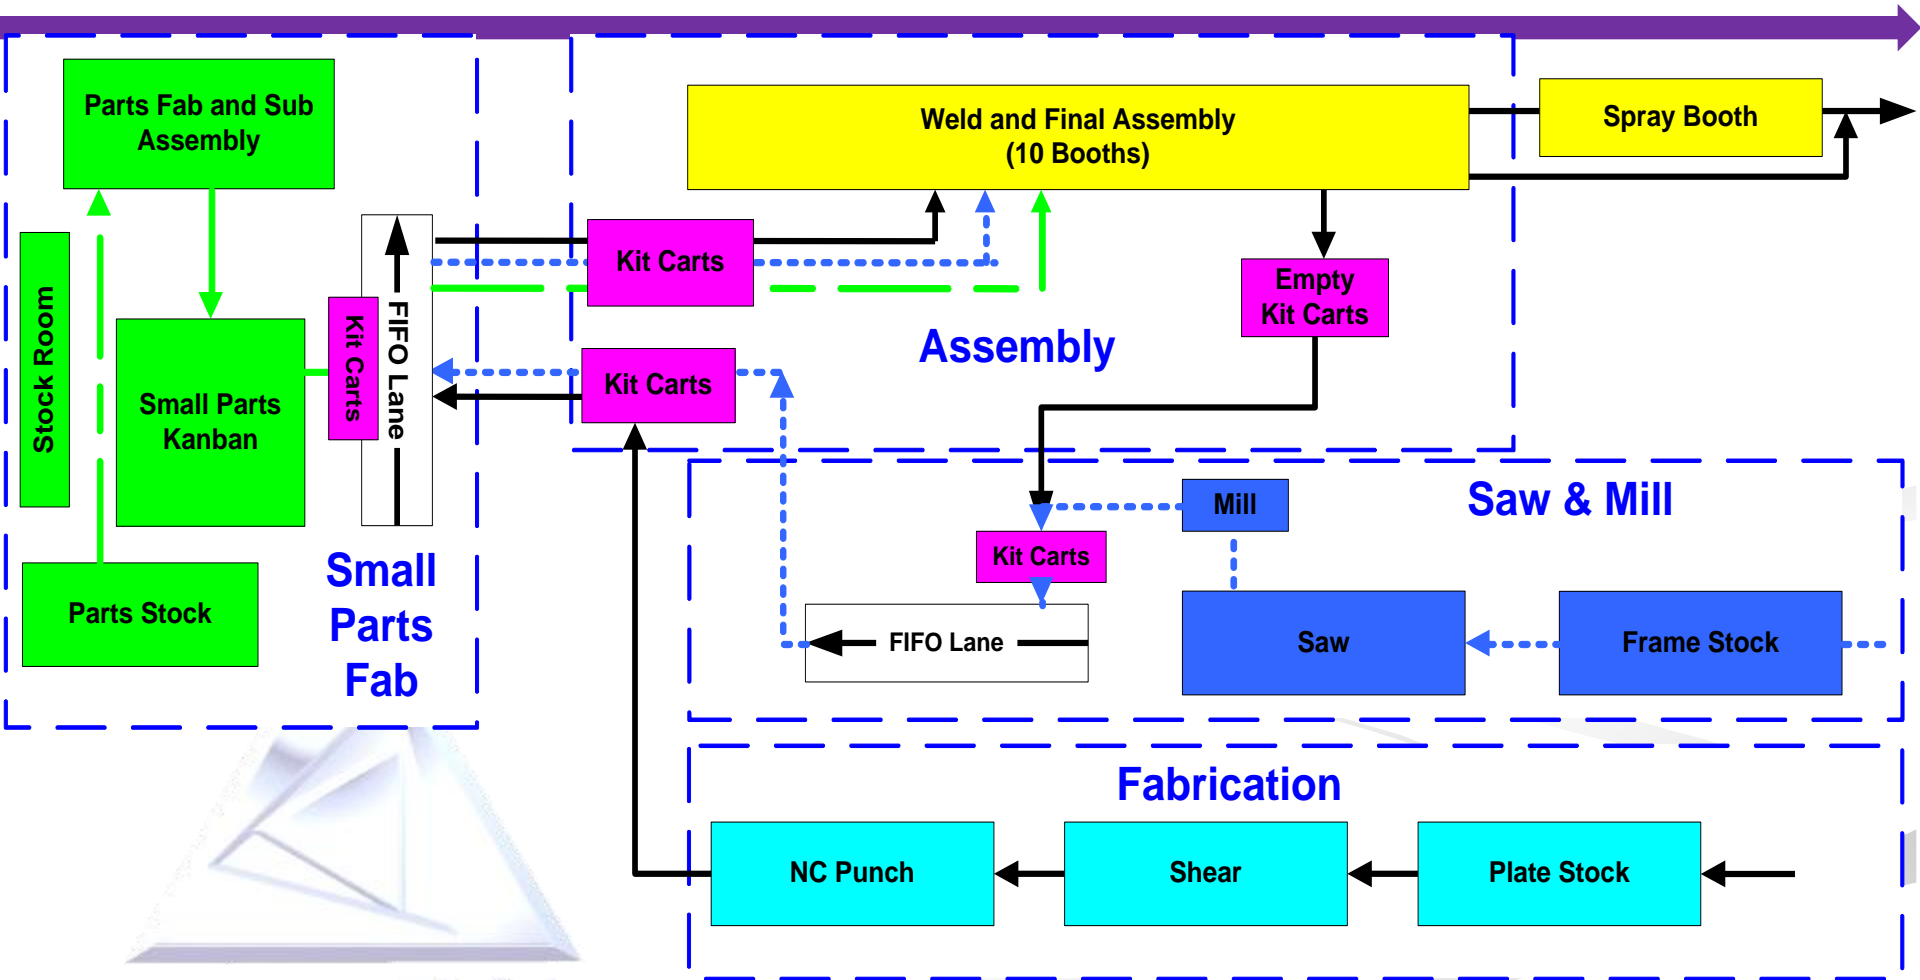 Parts Fab and Sub
Assembly
Stock Room
Small Parts
Kanban
Kit Carts
FIFO Lane
Parts Stock
Small
Parts
Fab
Weld and Final Assembly
(10 Booths)
Spray Booth
Kit Carts
Empty
Kit Carts
Assembly
Kit Carts
Saw & Mill
Mill
Kit Carts
FIFO Lane
Saw
Frame Stock
Fabrication
NC Punch
Shear
Plate Stock